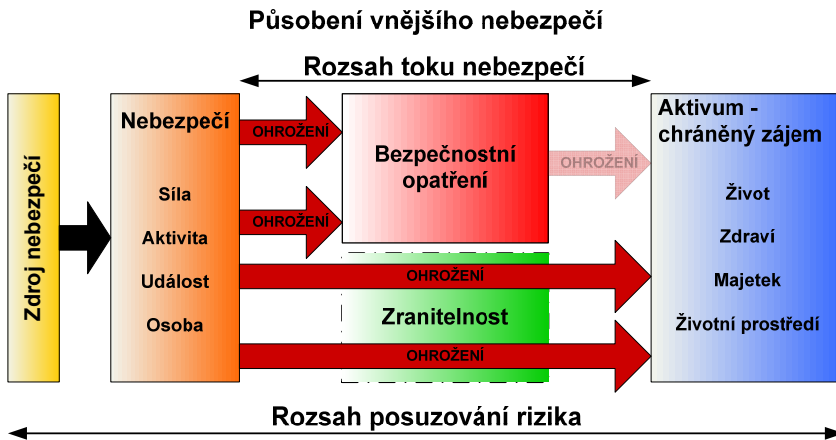 Působení vnějšího nebezpečí
Rozsah toku nebezpečí
Zdroj nebezpečí
Nebezpečí
Síla
Aktivita
Událost
Osoba
OHROŽENÍ
OHROŽENÍ
Bezpečnostní
opatření
OHROŽENÍ
OHROŽENÍ
Zranitelnost
OHROŽENÍ
Aktivum -
chráněný zájem
Život
Zdraví
Majetek
Životní prostředí
Rozsah posuzování rizika